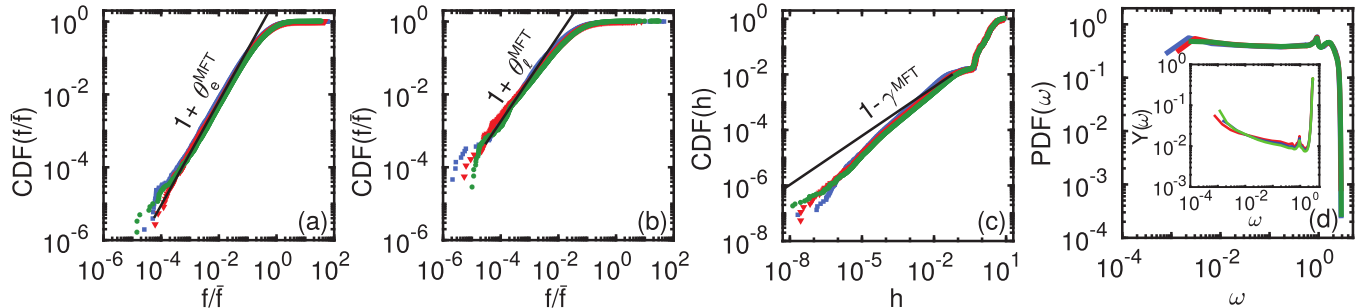 10^0
10^-2
10^-4
10^-6
CDF(f/f̄)
1+ θ_e^MFT
(a)
10^-6 10^-4 10^-2 10^0 10^2
f/f̄
10^0
10^-2
10^-4
10^-6
CDF(f/f̄)
1+ θ_ℓ^MFT
(b)
10^-6 10^-4 10^-2 10^0 10^2
f/f̄
10^0
10^-2
10^-4
10^-6
10^-8
CDF(h)
1-γ^MFT
(c)
10^-8 10^-5 10^-2 10^1
h
10^0
10^-1
10^-2
10^-3
10^-4
PDF(ω)
10^0
10^-1
10^-2
10^-3
Y(ω)
10^-4 10^-2 10^0
ω
(d)
10^-4 10^-2 10^0
ω